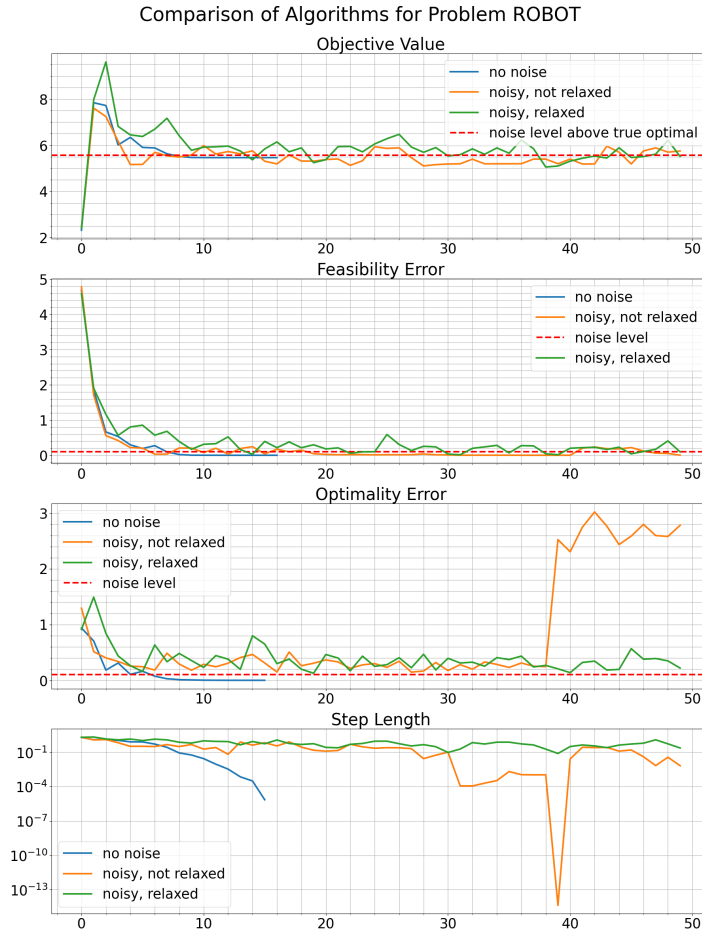 Comparison of Algorithms for Problem ROBOT
Objective Value
no noise
noisy, not relaxed
noisy, relaxed
noise level above true optimal
8
6
4
2
0 10 20 30 40 50
Feasibility Error
no noise
noisy, not relaxed
noise level
noisy, relaxed
5
4
3
2
1
0
0 10 20 30 40 50
Optimality Error
no noise
noisy, not relaxed
noisy, relaxed
noise level
3
2
1
0
0 10 20 30 40 50
Step Length
10⁻¹
10⁻⁴
10⁻⁷
10⁻¹⁰
10⁻¹³
no noise
noisy, not relaxed
noisy, relaxed
0 10 20 30 40 50